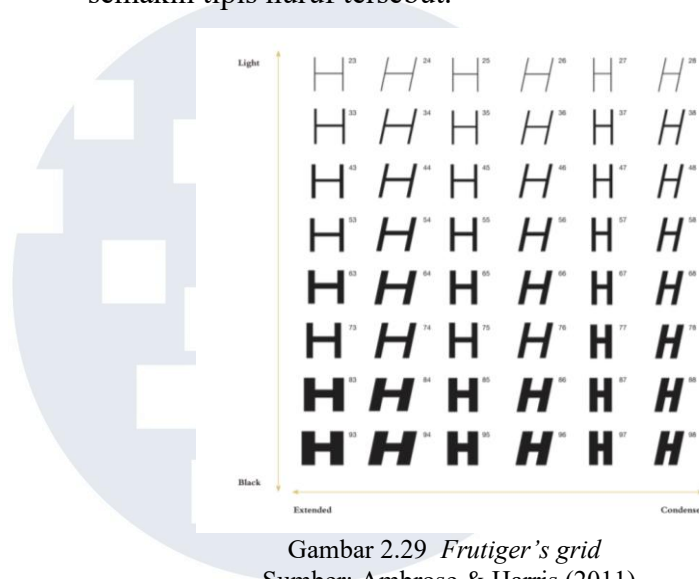 semakin tipis huruf tersebut.
Light
H 23 H 24 H 25 H 26 H 27 H 28
H 33 H 34 H 35 H 36 H 37 H 38
H 43 H 44 H 45 H 46 H 47 H 48
H 53 H 54 H 55 H 56 H 57 H 58
H 63 H 64 H 65 H 66 H 67 H 68
H 73 H 74 H 75 H 76 H 77 H 78
H 83 H 84 H 85 H 86 H 87 H 88
H 93 H 94 H 95 H 96 H 97 H 98
Black
Extended Condense
Gambar 2.29 Frutiger's grid
Sumber: Ambrose & Harris (2011)